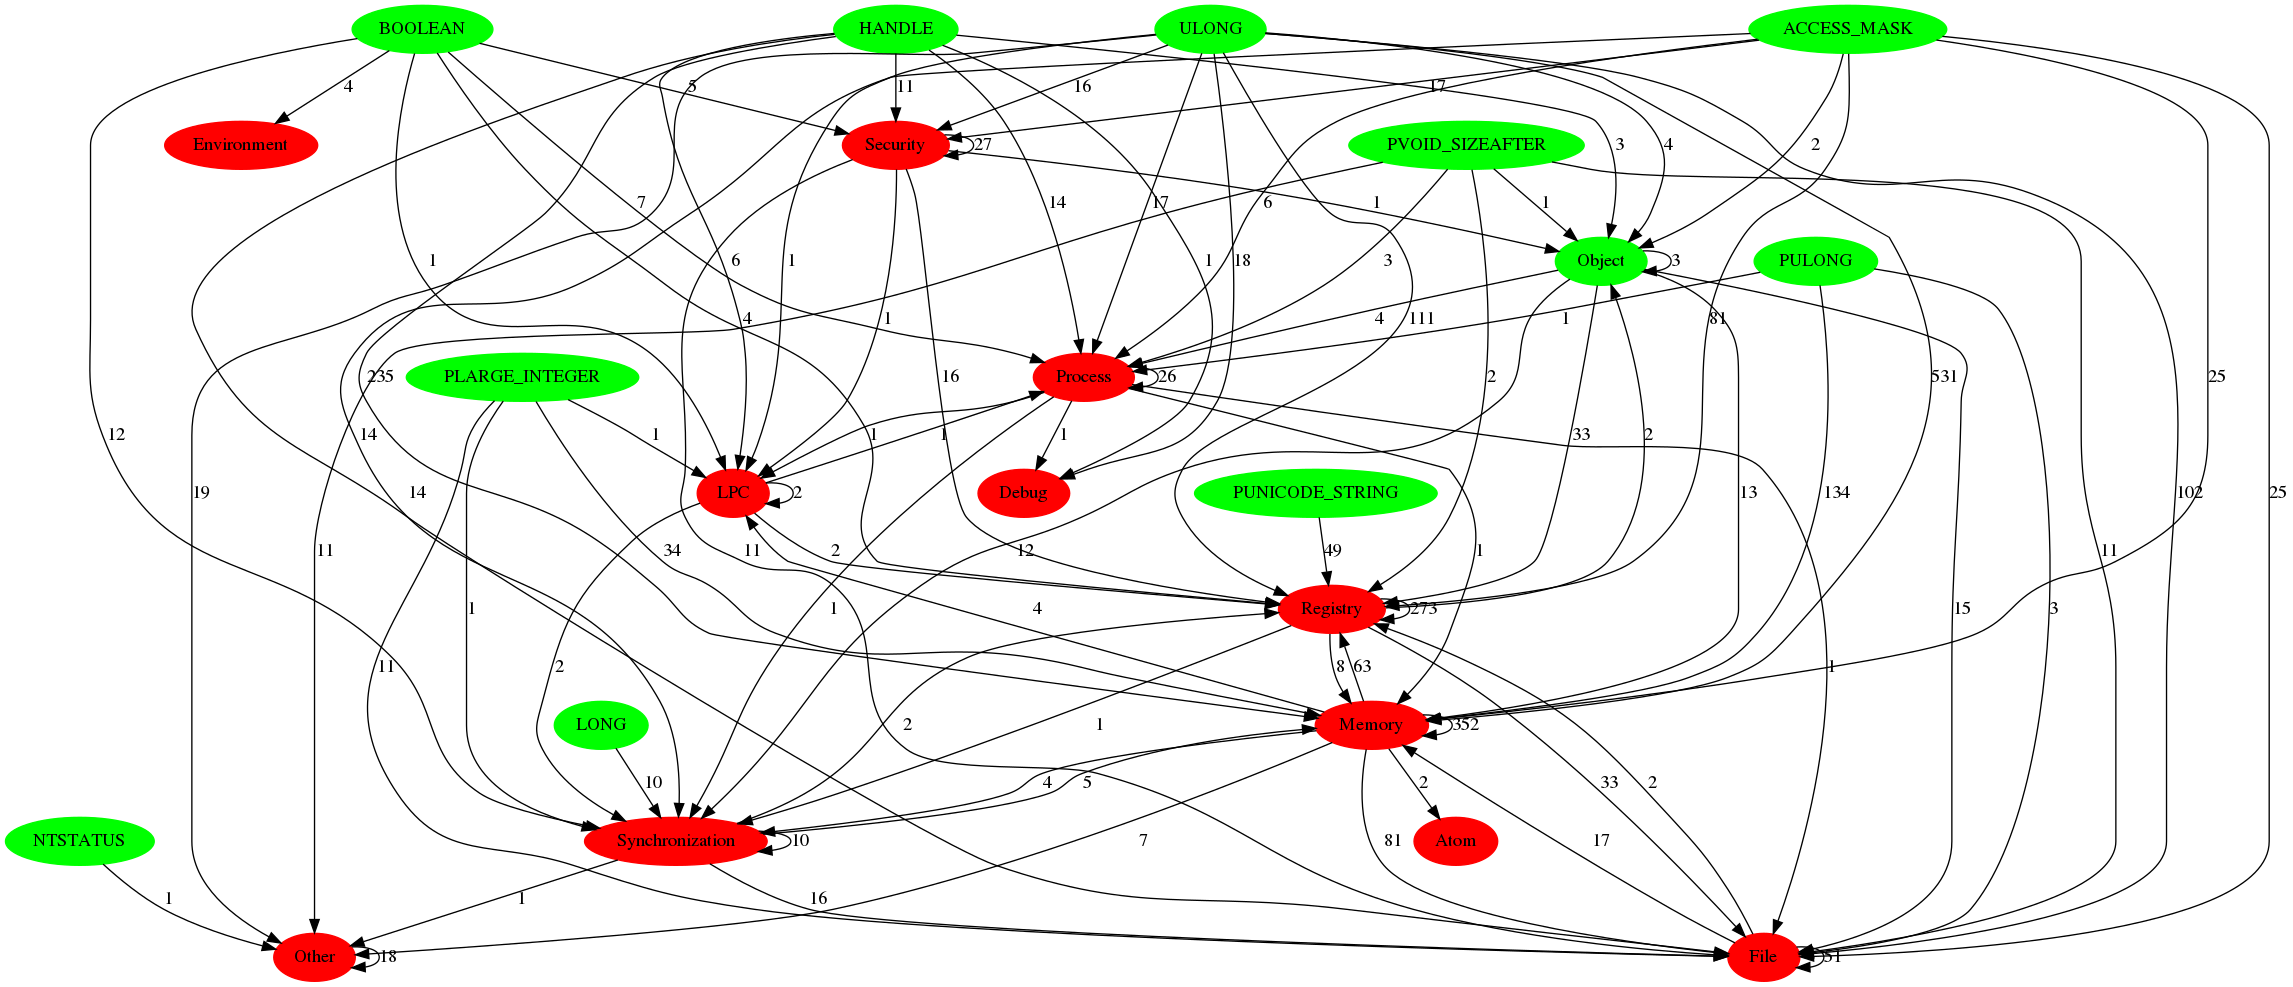 BOOLEAN HANDLE ULONG ACCESS_MASK
4 5 11 16 17
Environment Security 27 PVOID_SIZEAFTER
7 14 17 6 1 1 3 4 2
1 6 1 1 18 3 Object 3 PULONG
4 1 4 1
235 PLARGE_INTEGER 16 Process 26 2 111 81 531 25
12 14 1 1 1 1 33 2
19 14 LPC 2 Debug PUNICODE_STRING 13 134 102 25
11 34 11 2 12 49 1 11
1 4 1 Registry 273 15 3
11 2 8 63 1
LONG 2 1 Memory 352
10 4 5 2 33 2
NTSTATUS Synchronization 10 81 Atom 17
1 1 16 7
Other 18 File 51